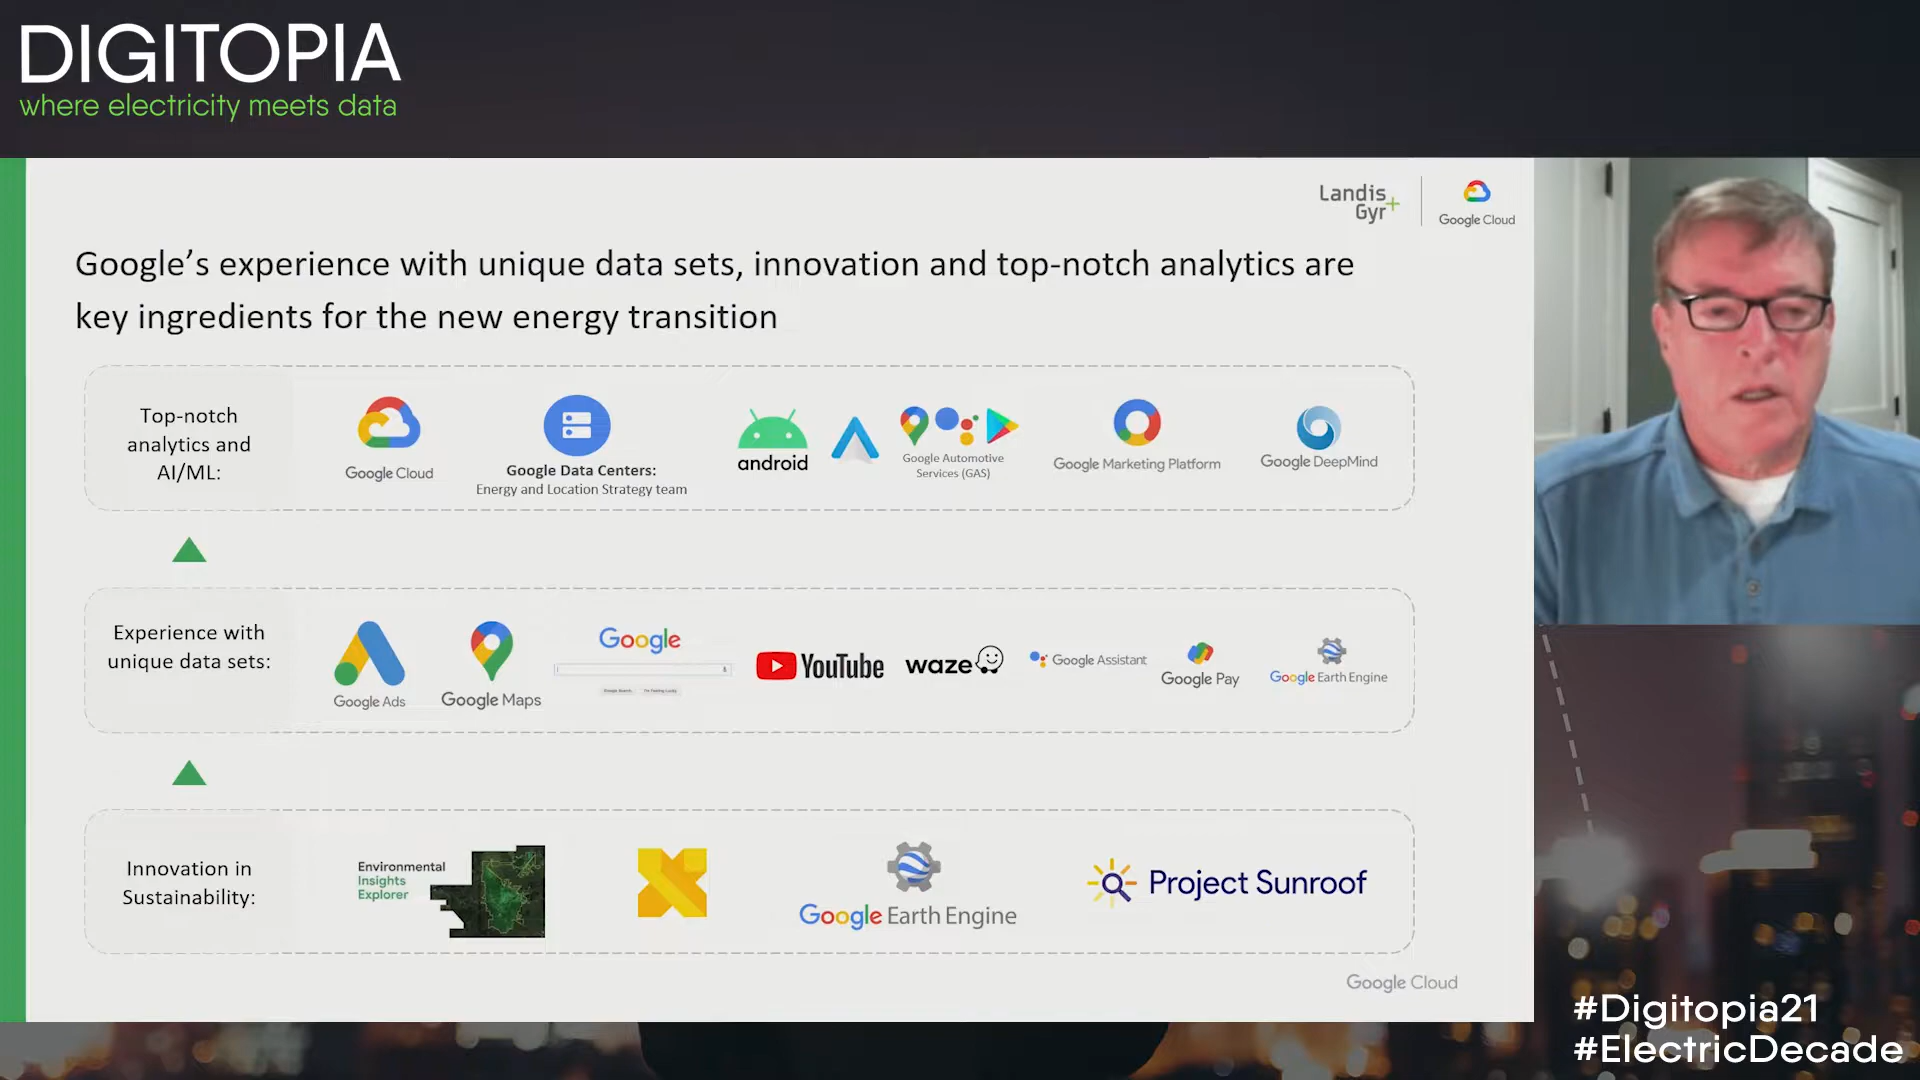 DIGITOPIA
where electricity meets data
Landis
Gyr+
Google Cloud
Google’s experience with unique data sets, innovation and top-notch analytics are
key ingredients for the new energy transition
Top-notch
analytics and
AI/ML:
Google Cloud
Google Data Centers:
Energy and Location Strategy team
android
Google Automotive
Services (GAS)
Google Marketing Platform
Google DeepMind
Experience with
unique data sets:
Google Ads
Google Maps
Google
Google Search
I'm Feeling Lucky
YouTube
waze
Google Assistant
Google Pay
Google Earth Engine
Innovation in
Sustainability:
Environmental
Insights
Explorer
Google Earth Engine
Project Sunroof
Google Cloud
#Digitopia21
#ElectricDecade